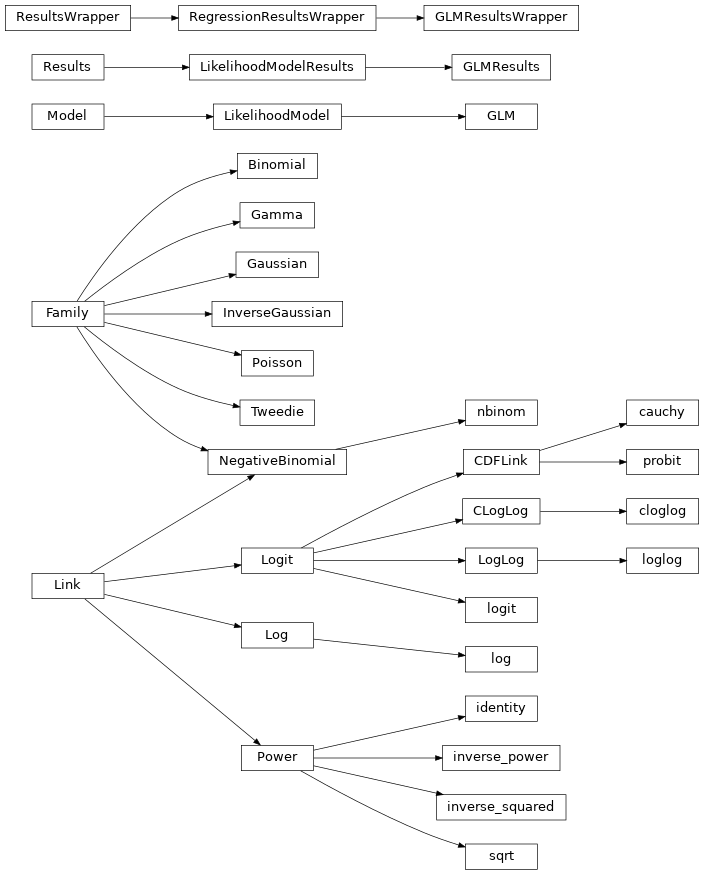 ResultsWrapper
RegressionResultsWrapper
GLMResultsWrapper
Results
LikelihoodModelResults
GLMResults
Model
LikelihoodModel
GLM
Binomial
Gamma
Gaussian
Family
InverseGaussian
Poisson
Tweedie
nbinom
cauchy
NegativeBinomial
CDFLink
probit
CLogLog
cloglog
Logit
LogLog
loglog
Link
logit
Log
log
identity
Power
inverse_power
inverse_squared
sqrt